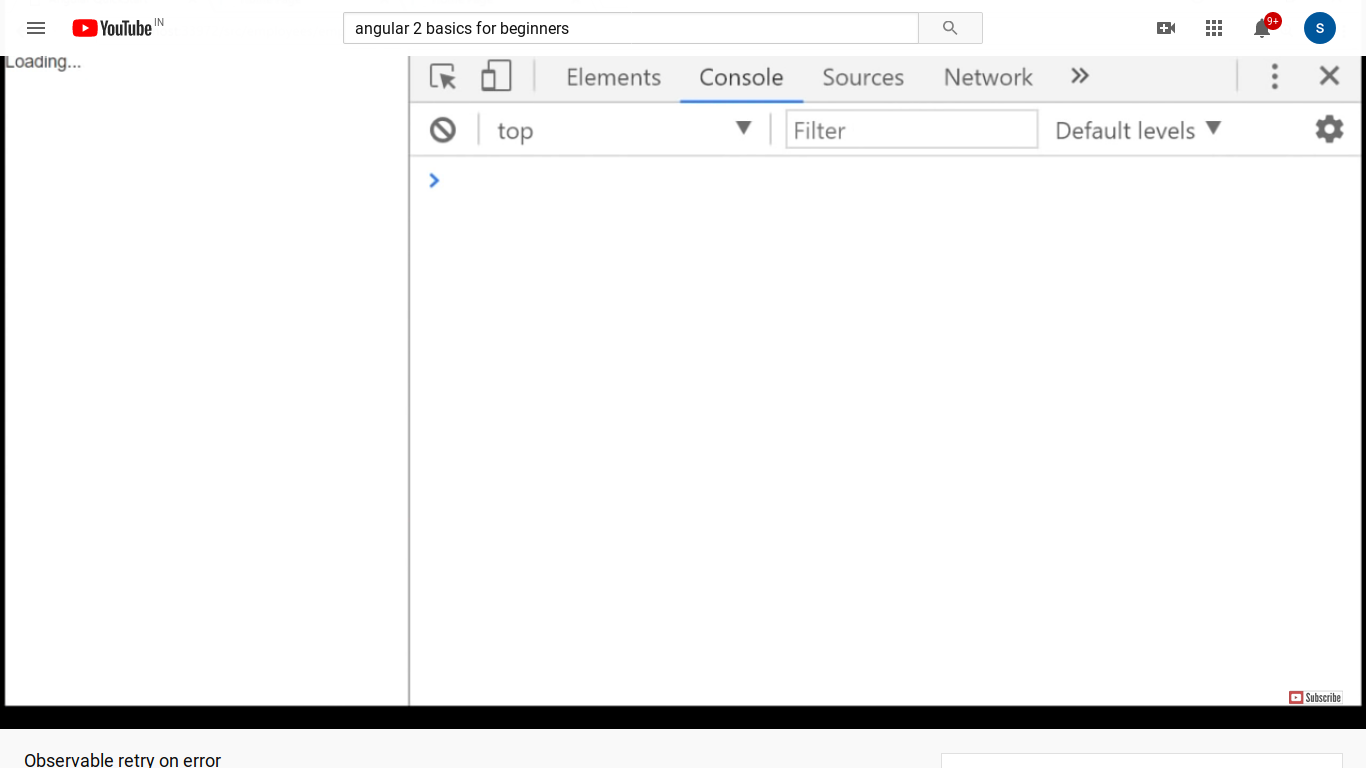 YouTube IN
angular 2 basics for beginners
9+
S
Loading...
Elements Console Sources Network
top Filter Default levels
Subscribe
Observable retry on error